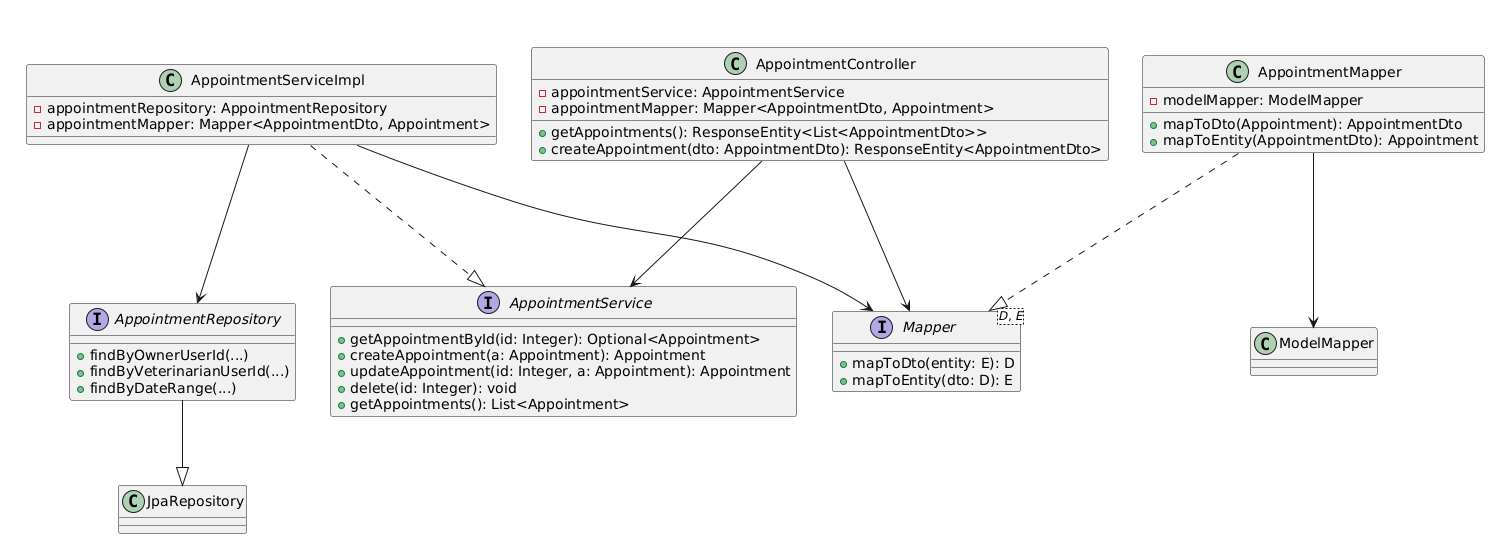 C AppointmentServiceImpl
appointmentRepository: AppointmentRepository
appointmentMapper: Mapper<AppointmentDto, Appointment>
C AppointmentController
appointmentService: AppointmentService
appointmentMapper: Mapper<AppointmentDto, Appointment>
getAppointments(): ResponseEntity<List<AppointmentDto>>
createAppointment(dto: AppointmentDto): ResponseEntity<AppointmentDto>
C AppointmentMapper
modelMapper: ModelMapper
mapToDto(Appointment): AppointmentDto
mapToEntity(AppointmentDto): Appointment
I AppointmentRepository
findByOwnerUserId(...)
findByVeterinarianUserId(...)
findByDateRange(...)
I AppointmentService
getAppointmentById(id: Integer): Optional<Appointment>
createAppointment(a: Appointment): Appointment
updateAppointment(id: Integer, a: Appointment): Appointment
delete(id: Integer): void
getAppointments(): List<Appointment>
I Mapper
D, E
mapToDto(entity: E): D
mapToEntity(dto: D): E
C ModelMapper
C JpaRepository